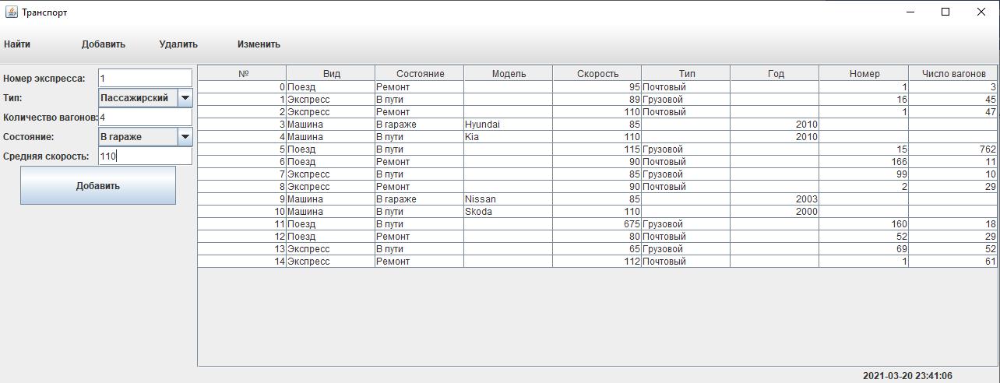 Транспорт
Найти Добавить Удалить Изменить
Номер экспресса: 1
Тип: Пассажирский
Количество вагонов: 4
Состояние: В гараже
Средняя скорость: 110
Добавить
№ Вид Состояние Модель Скорость Тип Год Номер Число вагонов
0 Поезд Ремонт 95 Почтовый 1 3
1 Экспресс В пути 89 Грузовой 16 45
2 Экспресс Ремонт 110 Почтовый 1 47
3 Машина В гараже Hyundai 85 2010
4 Машина В пути Kia 110 2010
5 Поезд В пути 115 Грузовой 15 762
6 Поезд Ремонт 90 Почтовый 166 11
7 Экспресс В пути 85 Грузовой 99 10
8 Экспресс Ремонт 90 Почтовый 2 29
9 Машина В гараже Nissan 85 2003
10 Машина В пути Skoda 110 2000
11 Поезд В пути 675 Грузовой 160 18
12 Поезд Ремонт 80 Почтовый 52 29
13 Экспресс В пути 65 Грузовой 69 52
14 Экспресс Ремонт 112 Почтовый 1 61
2021-03-20 23:41:06